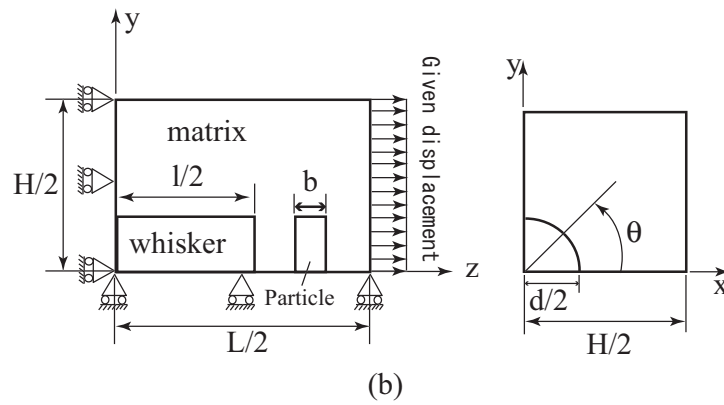 y
matrix
H/2
l/2
b
whisker
Particle
z
L/2
Given displacement
y
θ
x
d/2
H/2
(b)